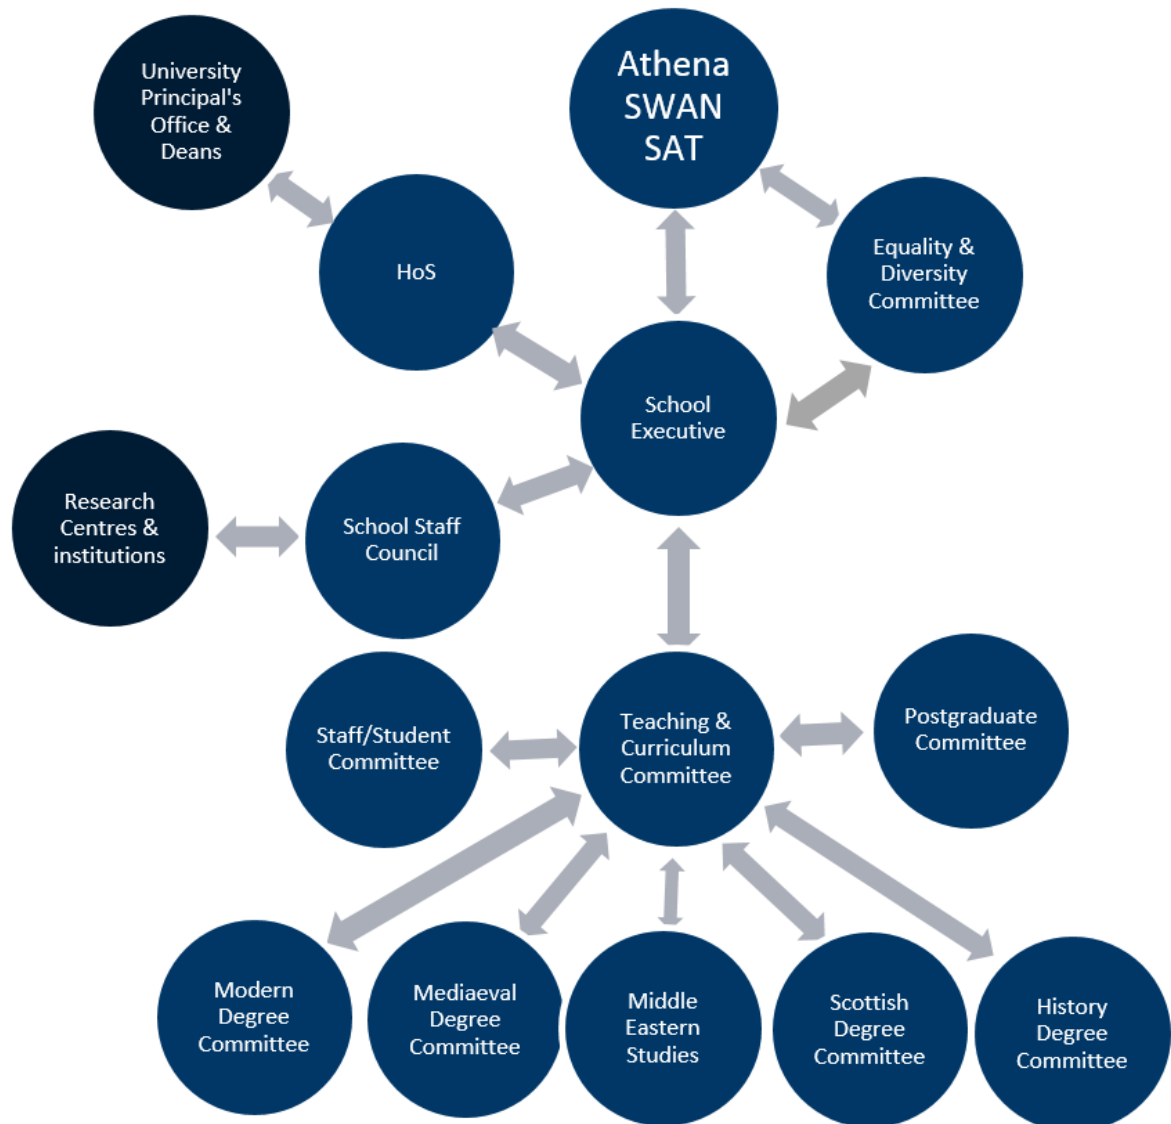 University
Principal's
Office &
Deans
Athena
SWAN
SAT
HoS
Equality &
Diversity
Committee
School
Executive
Research
Centres &
institutions
School Staff
Council
Staff/Student
Committee
Teaching &
Curriculum
Committee
Postgraduate
Committee
Modern
Degree
Committee
Mediaeval
Degree
Committee
Middle
Eastern
Studies
Scottish
Degree
Committee
History
Degree
Committee